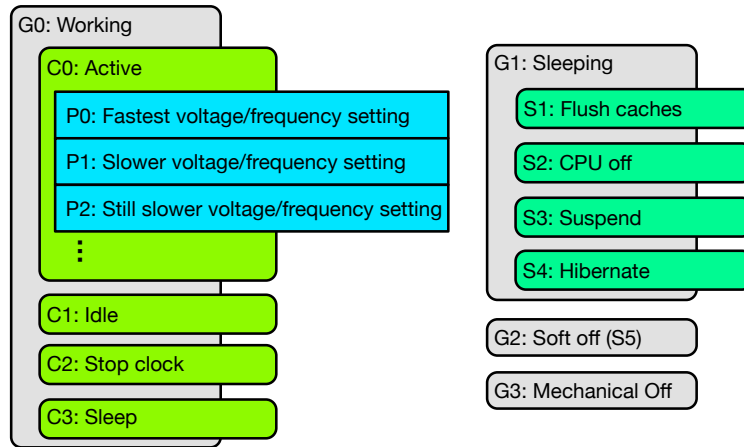 G0: Working
C0: Active
P0: Fastest voltage/frequency setting
P1: Slower voltage/frequency setting
P2: Still slower voltage/frequency setting
⋮
C1: Idle
C2: Stop clock
C3: Sleep
G1: Sleeping
S1: Flush caches
S2: CPU off
S3: Suspend
S4: Hibernate
G2: Soft off (S5)
G3: Mechanical Off